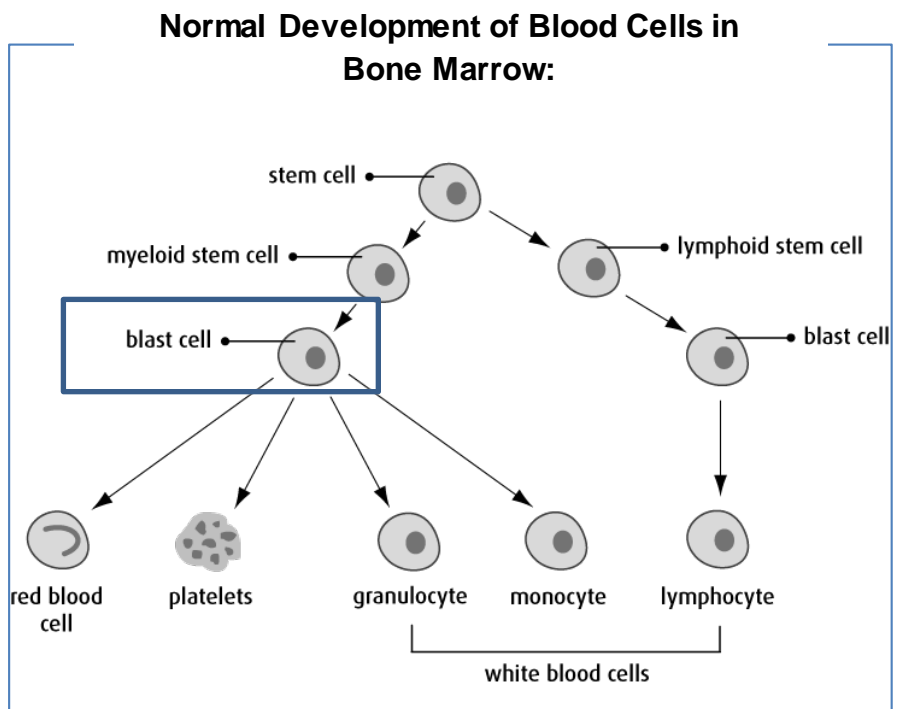 Normal Development of Blood Cells in
Bone Marrow:
stem cell
myeloid stem cell
lymphoid stem cell
blast cell
blast cell
red blood
cell
platelets
granulocyte
monocyte
lymphocyte
white blood cells